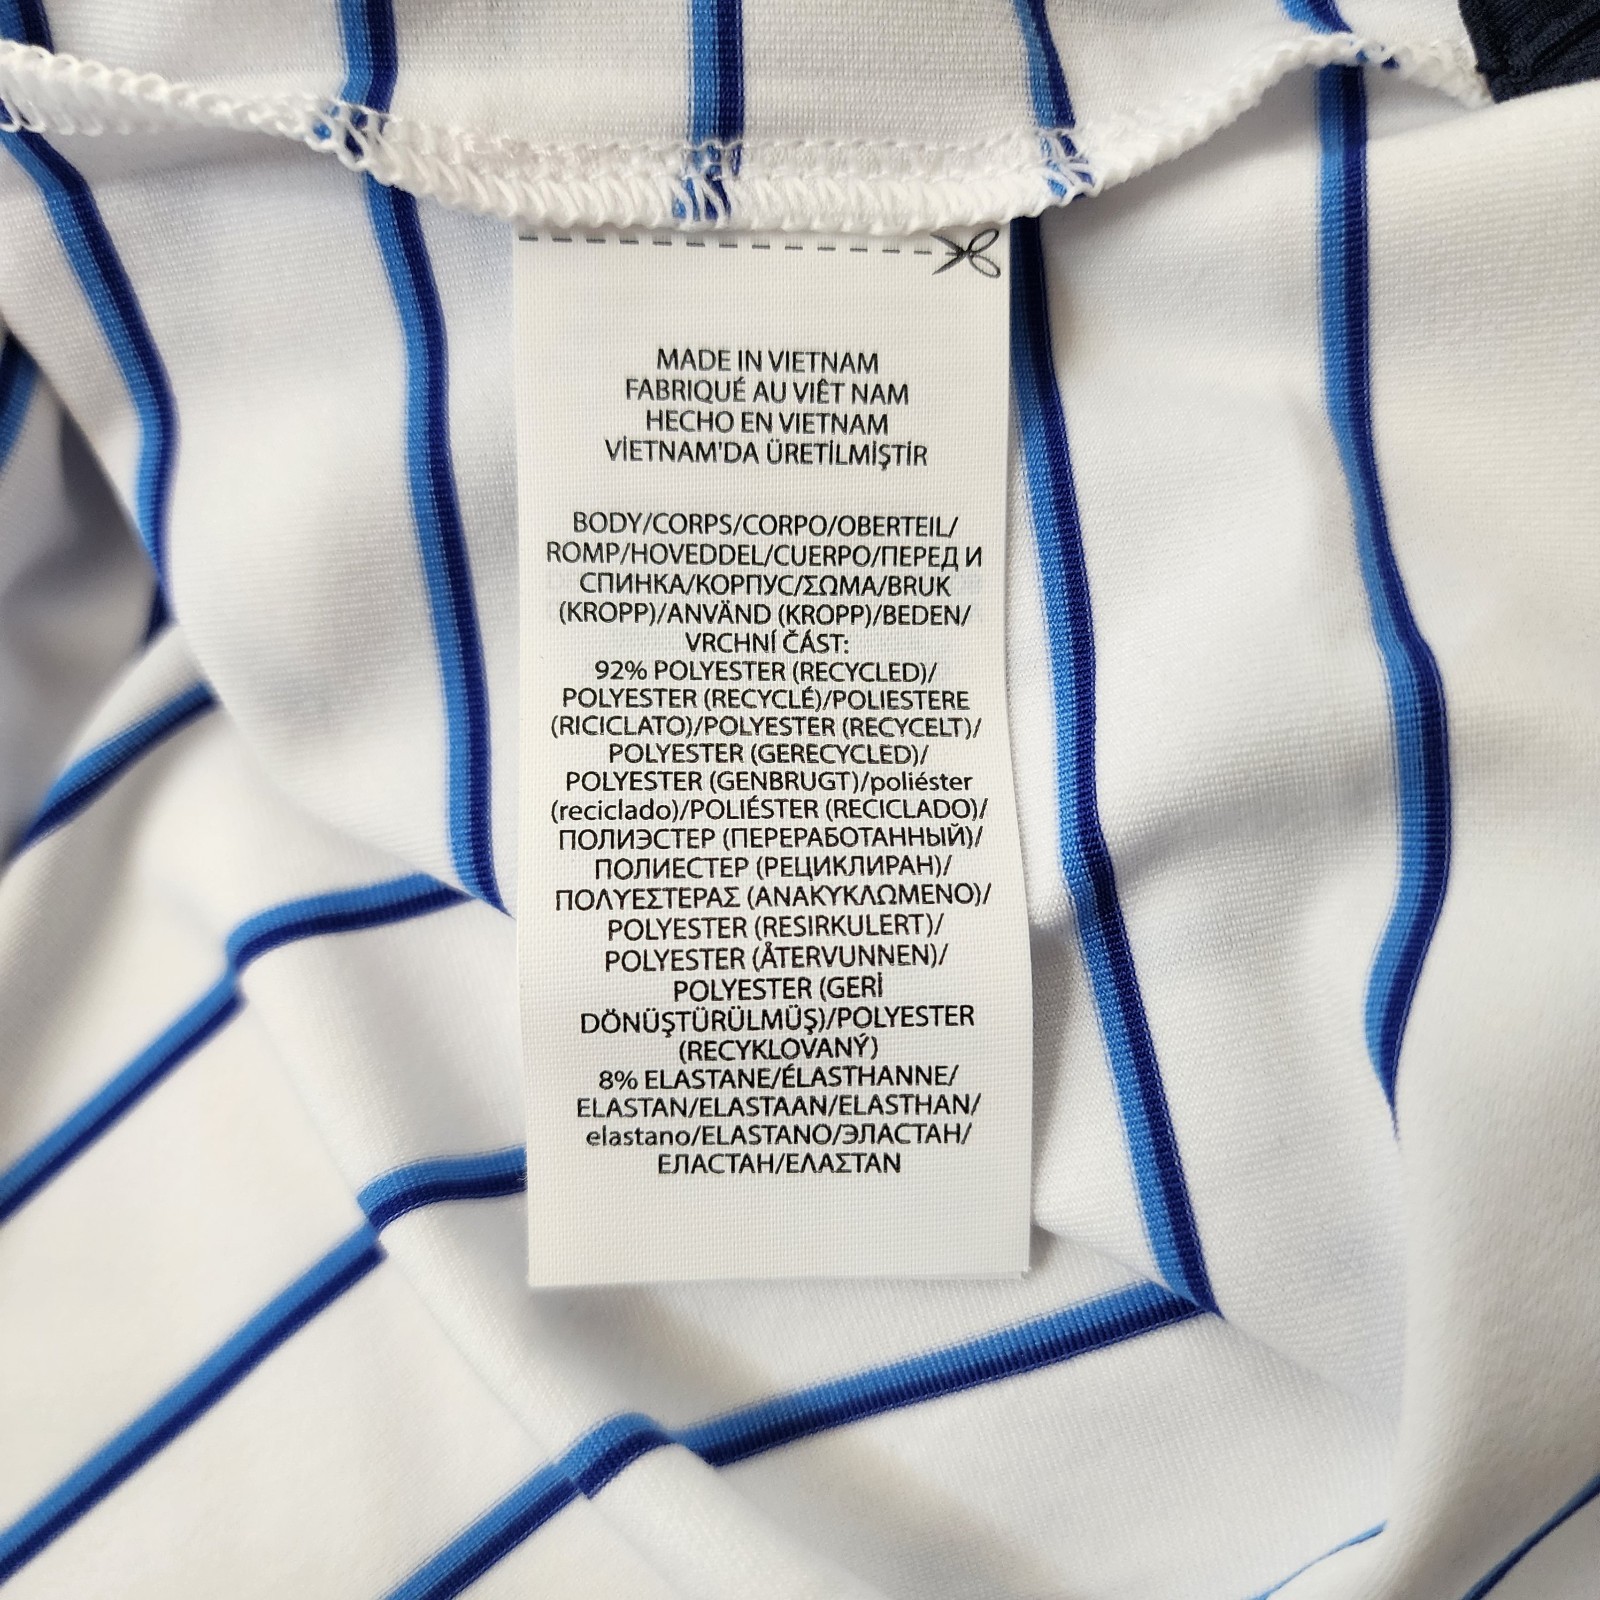 MADE IN VIETNAM
FABRIQUÉ AU VIÊT NAM
HECHO EN VIETNAM
VİETNAM'DA ÜRETİLMİŞTİR
BODY/CORPS/CORPO/OBERTEIL/
ROMP/HOVEDDEL/CUERPO/ПЕРЕД И
СПИНКА/КОРПУС/ΣΩΜΑ/BRUK
(KROPP)/ANVÄND (KROPP)/BEDEN/
VRCHNÍ ČÁST:
92% POLYESTER (RECYCLED)/
POLYESTER (RECYCLÉ)/POLIESTERE
(RICICLATO)/POLYESTER (RECYCELT)/
POLYESTER (GERECYCLED)/
POLYESTER (GENBRUGT)/poliéster
(reciclado)/POLIÉSTER (RECICLADO)/
ПОЛИЭСТЕР (ПЕРЕРАБОТАННЫЙ)/
ПОЛИЕСТЕР (РЕЦИКЛИРАН)/
ΠΟΛΥΕΣΤΕΡΑΣ (ΑΝΑΚΥΚΛΩΜΕΝΟ)/
POLYESTER (RESIRKULERT)/
POLYESTER (ÅTERVUNNEN)/
POLYESTER (GERİ
DÖNÜŞTÜRÜLMÜŞ)/POLYESTER
(RECYKLOVANÝ)
8% ELASTANE/ÉLASTHANNE/
ELASTAN/ELASTAAN/ELASTHAN/
elastano/ELASTANO/ЭЛАСТАН/
ЕЛАСТАН/ΕΛΑΣΤΑΝ